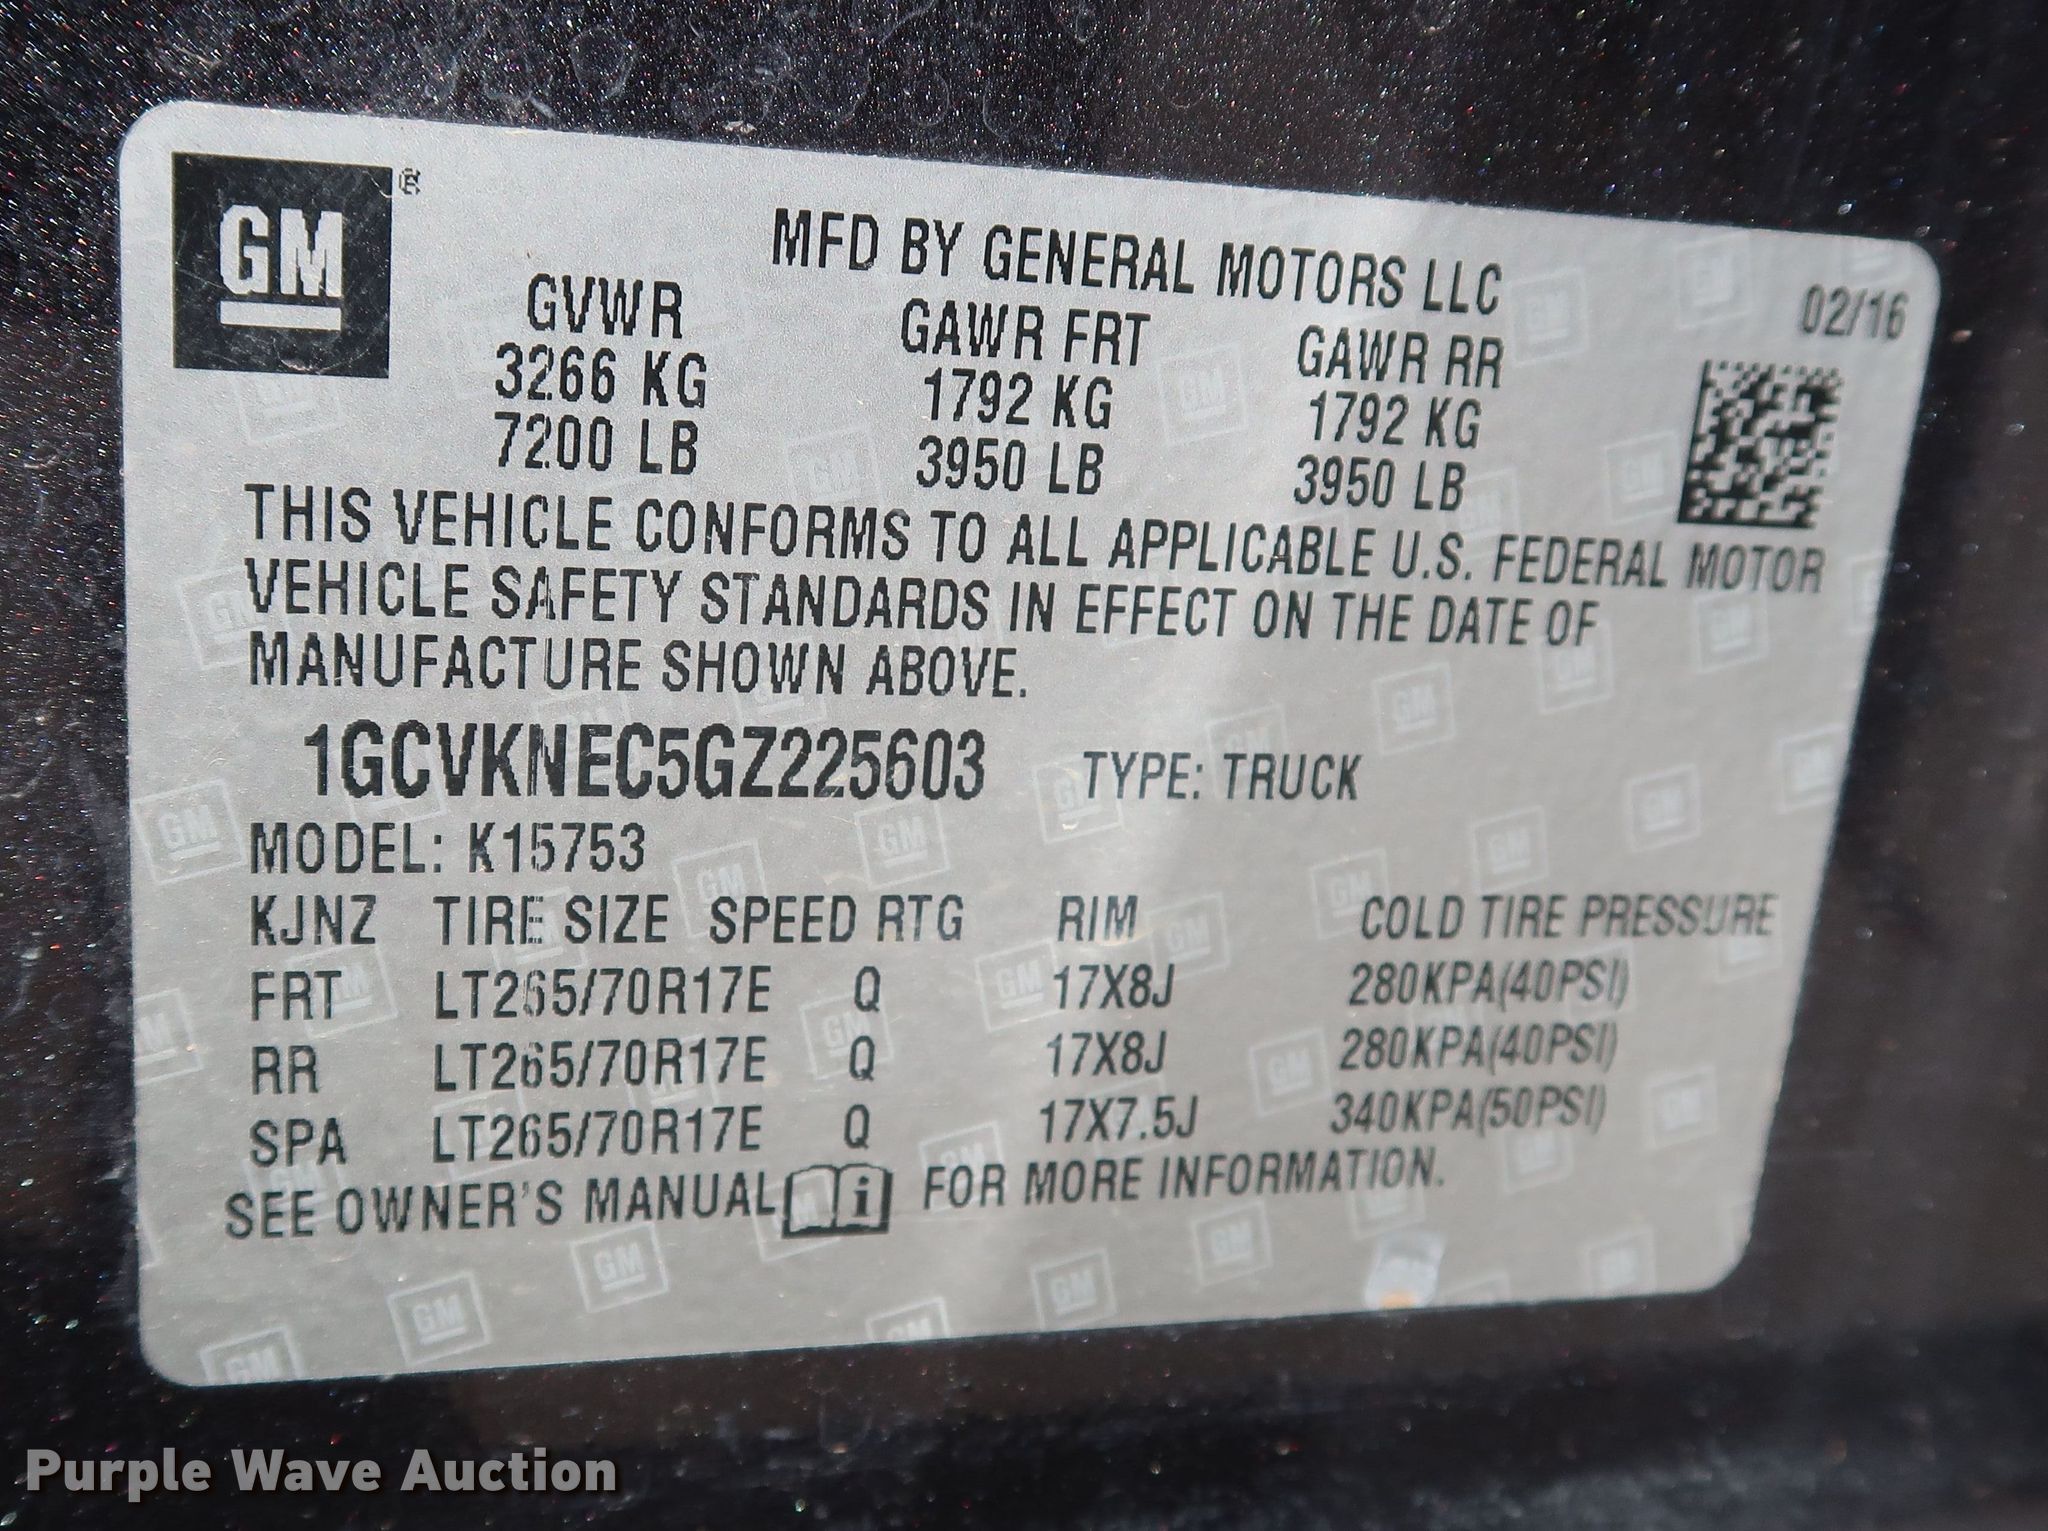 GM®
MFD BY GENERAL MOTORS LLC
02/16
GVWR GAWR FRT GAWR RR
3266 KG 1792 KG 1792 KG
7200 LB 3950 LB 3950 LB
THIS VEHICLE CONFORMS TO ALL APPLICABLE U.S. FEDERAL MOTOR
VEHICLE SAFETY STANDARDS IN EFFECT ON THE DATE OF
MANUFACTURE SHOWN ABOVE.
1GCVKNEC5GZ225603 TYPE: TRUCK
MODEL: K15753
KJNZ TIRE SIZE SPEED RTG RIM COLD TIRE PRESSURE
FRT LT265/70R17E Q 17X8J 280KPA(40PSI)
RR LT265/70R17E Q 17X8J 280KPA(40PSI)
SPA LT265/70R17E Q 17X7.5J 340KPA(50PSI)
SEE OWNER'S MANUAL i FOR MORE INFORMATION.
Purple Wave Auction